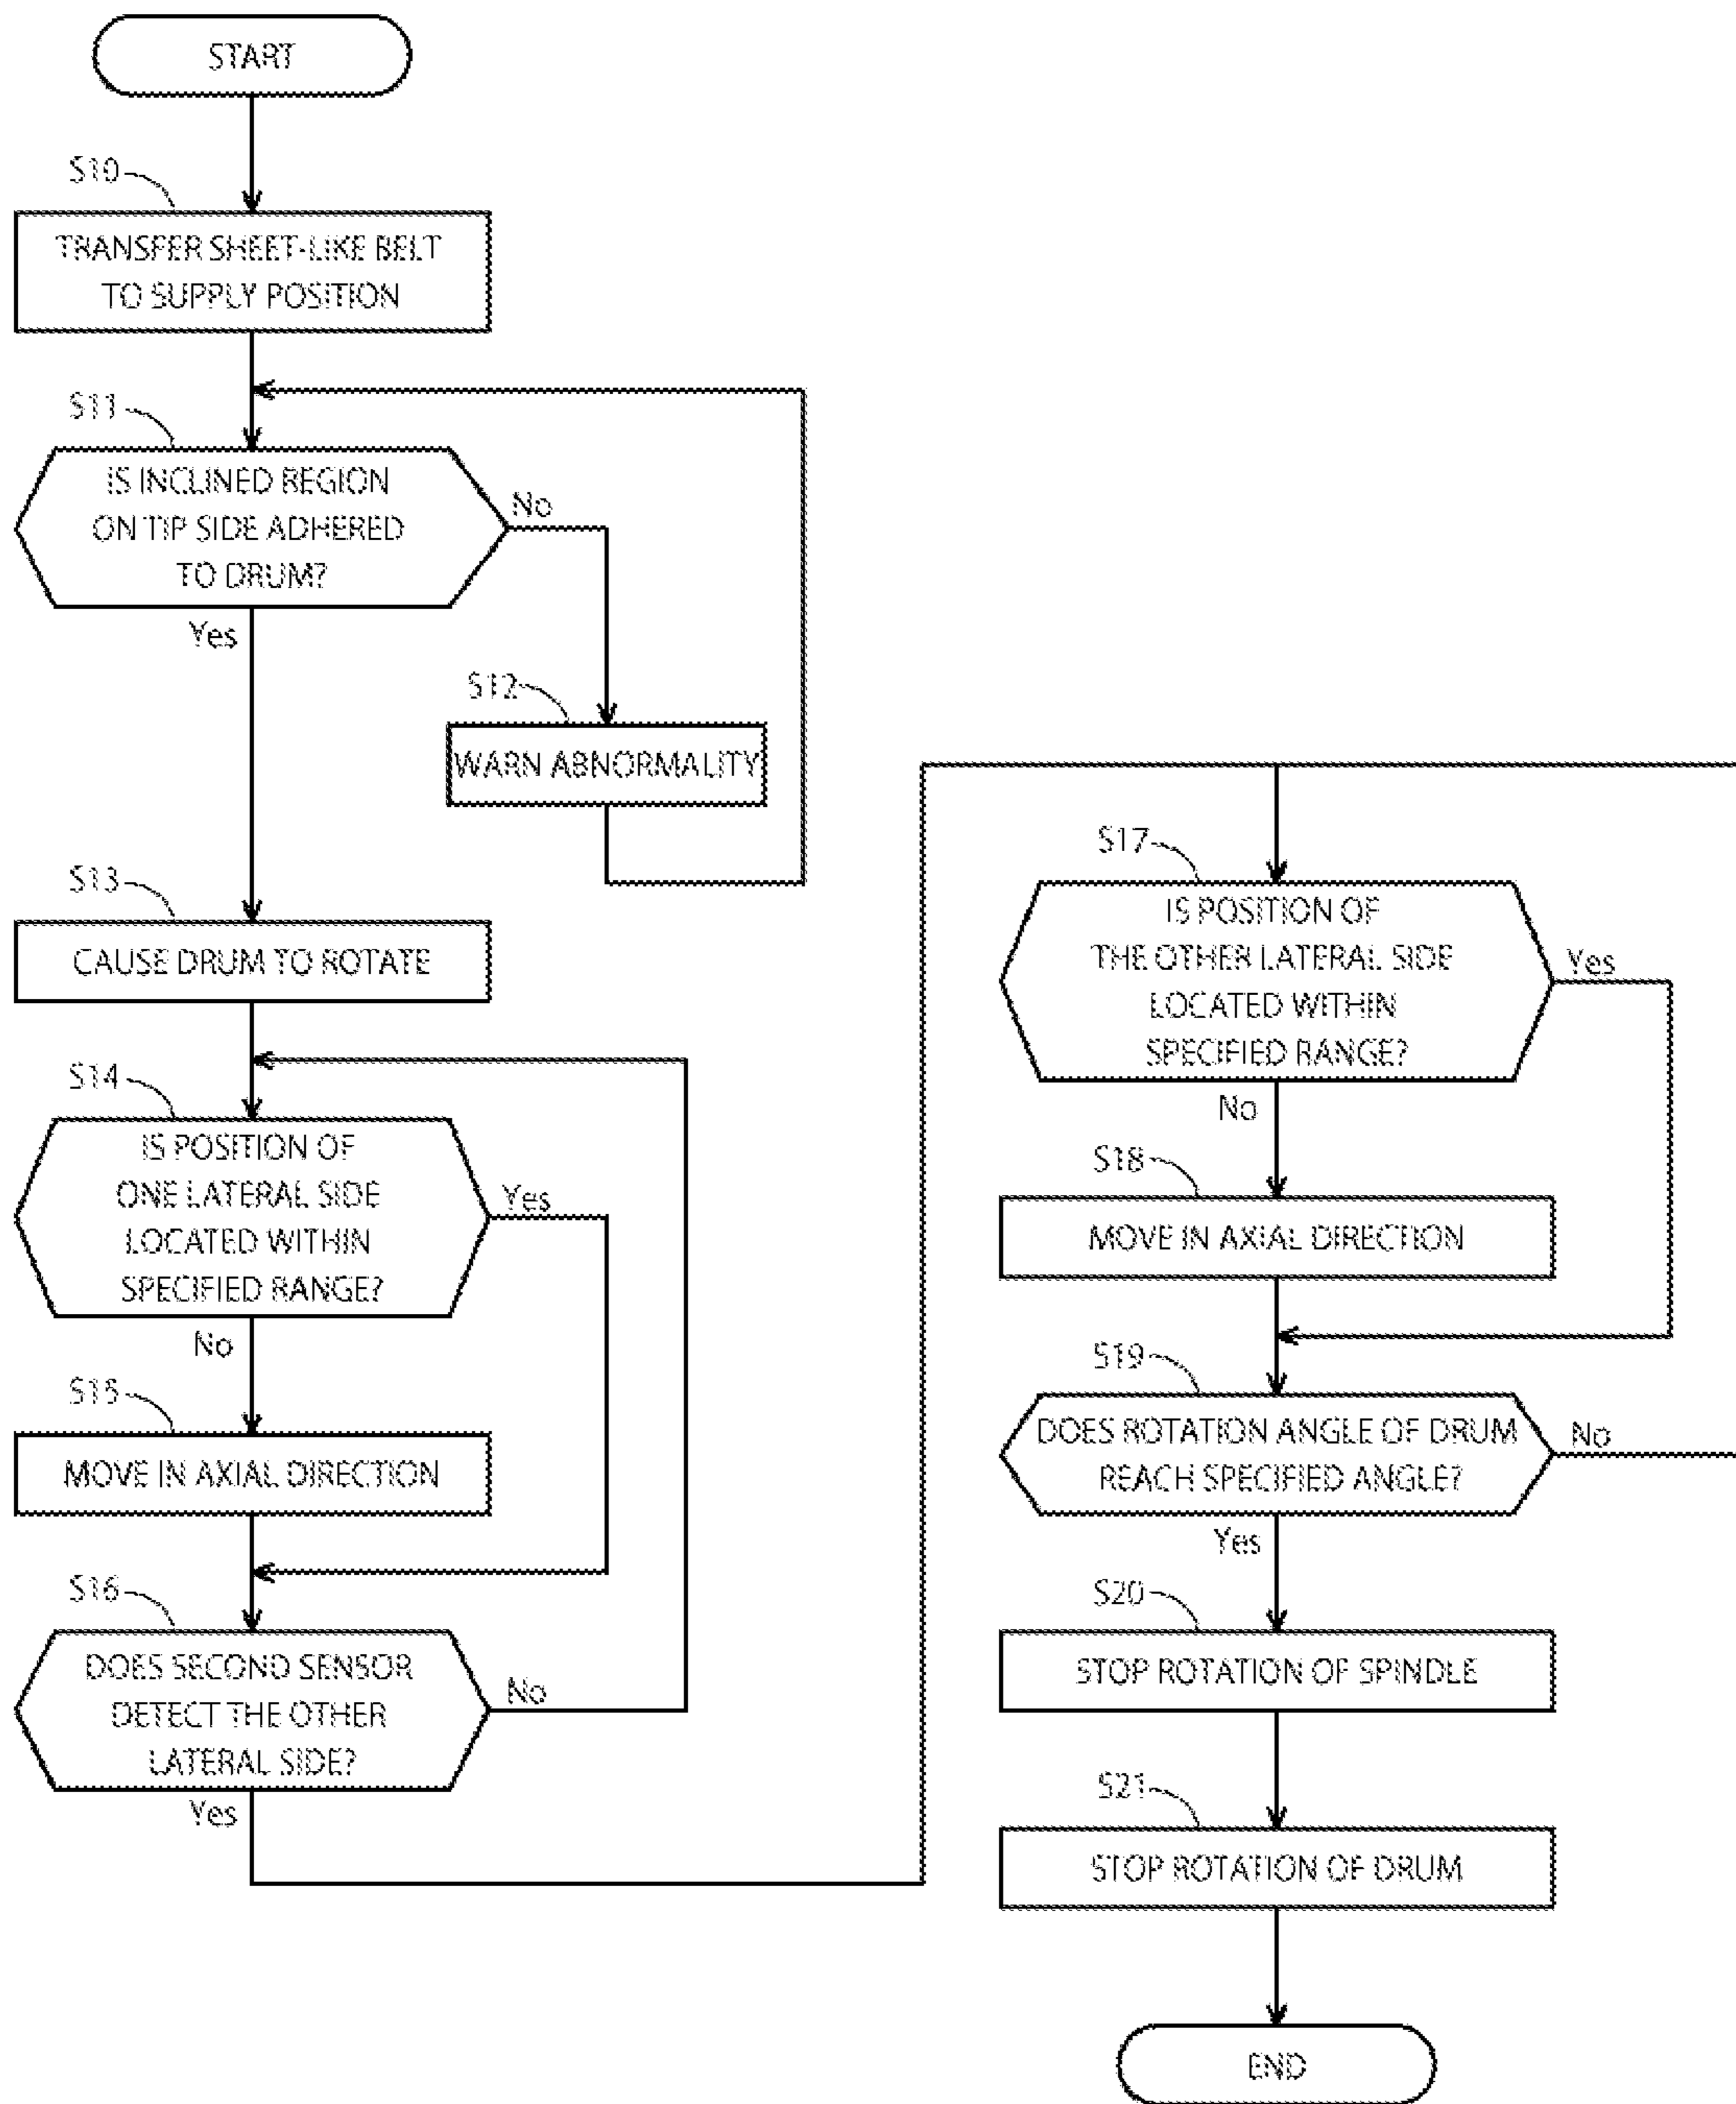 START
S10
TRANSFER SHEET-LIKE BELT
TO SUPPLY POSITION
S11
IS INCLINED REGION
ON TIP SIDE ADHERED
TO DRUM?
No
Yes
S12
WARN ABNORMALITY
S13
CAUSE DRUM TO ROTATE
S14
IS POSITION OF
ONE LATERAL SIDE
LOCATED WITHIN
SPECIFIED RANGE?
Yes
No
S15
MOVE IN AXIAL DIRECTION
S16
DOES SECOND SENSOR
DETECT THE OTHER
LATERAL SIDE?
No
Yes
S17
IS POSITION OF
THE OTHER LATERAL SIDE
LOCATED WITHIN
SPECIFIED RANGE?
Yes
No
S18
MOVE IN AXIAL DIRECTION
S19
DOES ROTATION ANGLE OF DRUM
REACH SPECIFIED ANGLE?
No
Yes
S20
STOP ROTATION OF SPINDLE
S21
STOP ROTATION OF DRUM
END